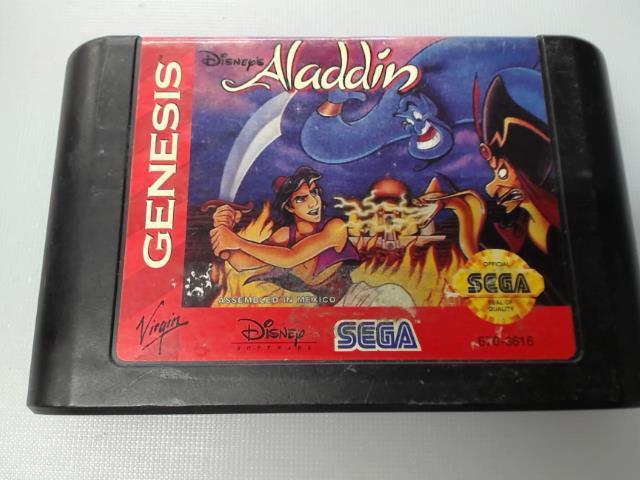 GENESIS
Disney's
Aladdin
ASSEMBLED IN MEXICO
OFFICIAL
SEGA
SEAL OF
QUALITY
Virgin
Disney
SOFTWARE
SEGA
670-3616